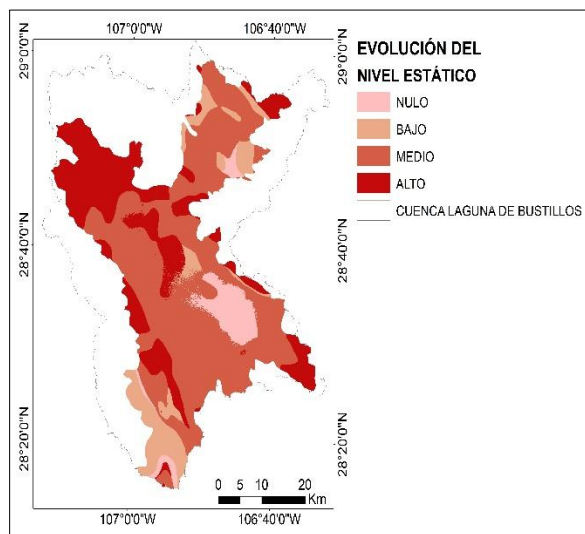 107°0'0"W
106°40'0"W
29°0'0"N
29°0'0"N
28°40'0"N
28°40'0"N
28°20'0"N
28°20'0"N
EVOLUCIÓN DEL
NIVEL ESTÁTICO
NULO
BAJO
MEDIO
ALTO
CUENCA LAGUNA DE BUSTILLOS
0 5 10 20
Km
107°0'0"W
106°40'0"W